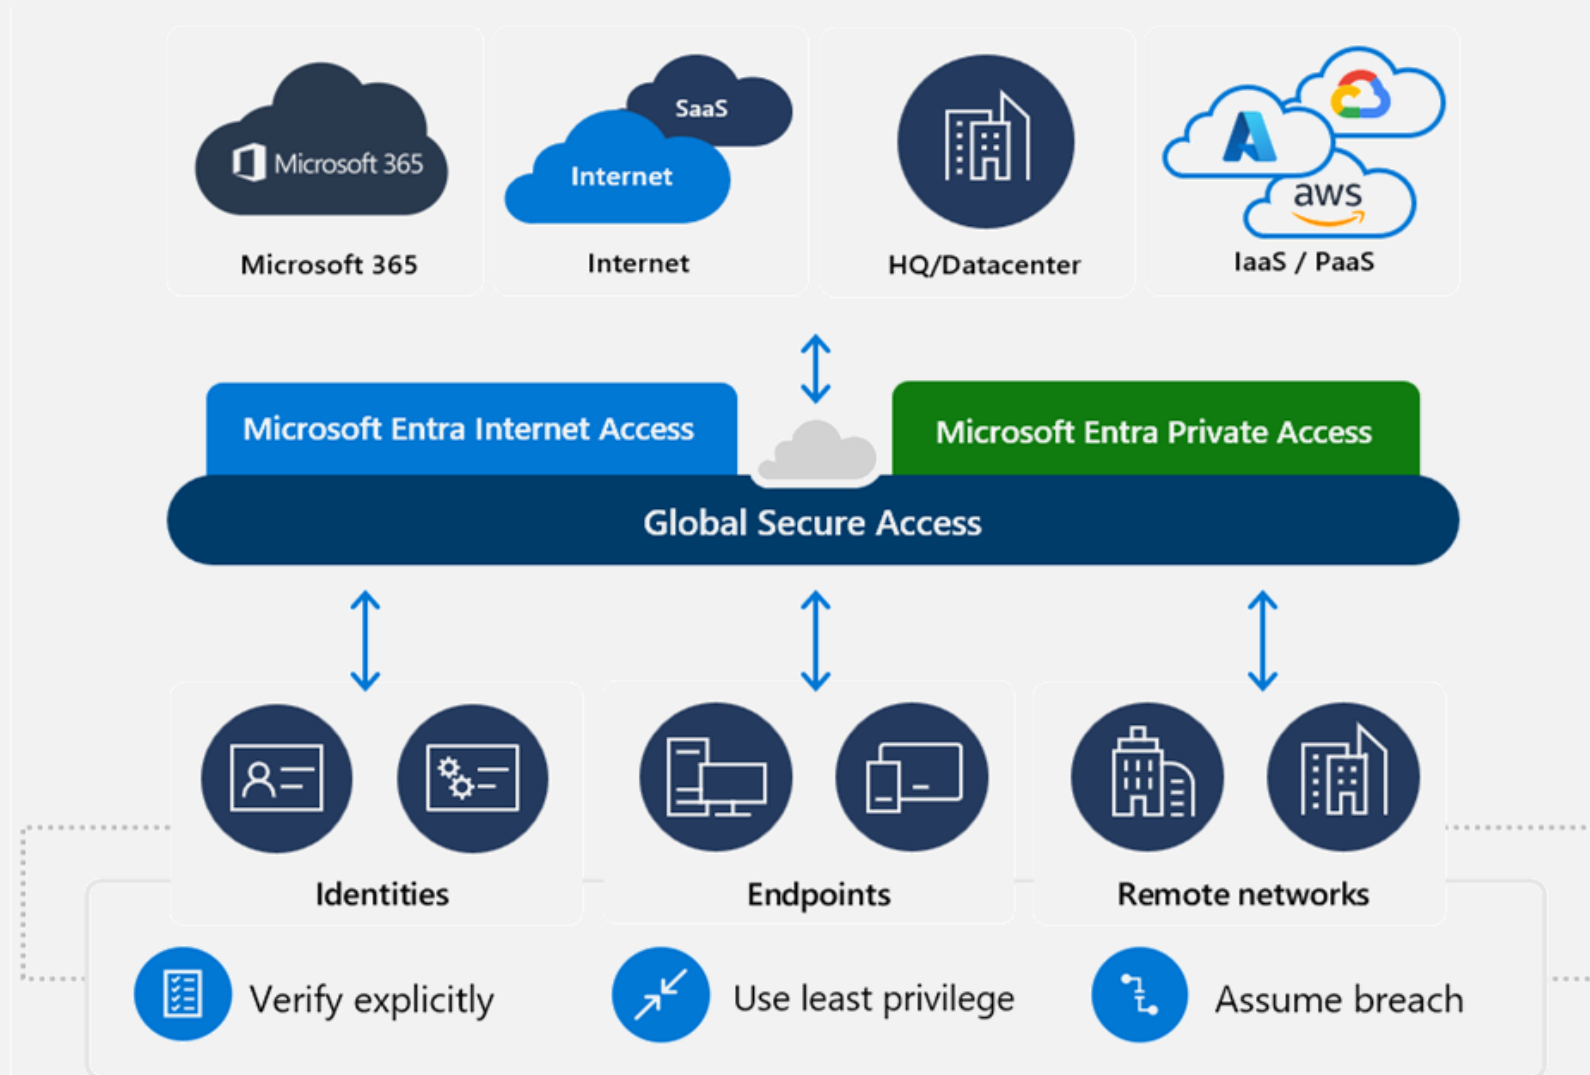 Microsoft 365
SaaS
Internet
aws
Microsoft 365
Internet
HQ/Datacenter
IaaS / PaaS
Microsoft Entra Internet Access
Microsoft Entra Private Access
Global Secure Access
Identities
Endpoints
Remote networks
Verify explicitly
Use least privilege
Assume breach